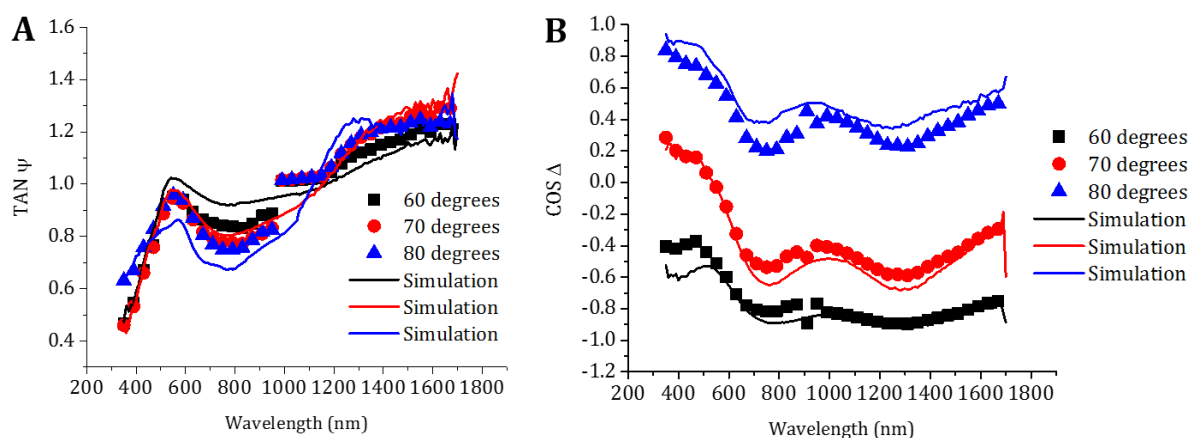 A
1.6
1.4
1.2
1.0
0.8
0.6
0.4
TAN ψ
60 degrees
70 degrees
80 degrees
Simulation
Simulation
Simulation
200 400 600 800 1000 1200 1400 1600 1800
Wavelength (nm)
B
1.0
0.8
0.6
0.4
0.2
0.0
-0.2
-0.4
-0.6
-0.8
-1.0
-1.2
COS Δ
60 degrees
70 degrees
80 degrees
Simulation
Simulation
Simulation
200 400 600 800 1000 1200 1400 1600 1800
Wavelength (nm)